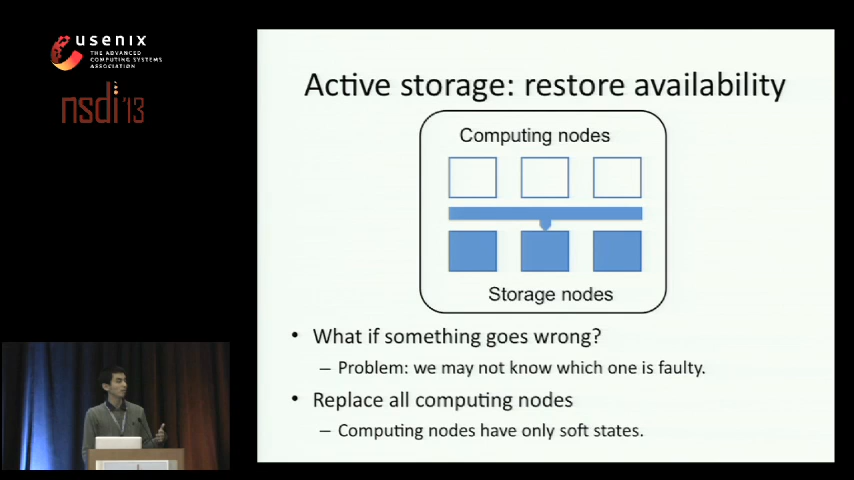 usenix
THE ADVANCED
COMPUTING SYSTEMS
ASSOCIATION
nsdi '13
Active storage: restore availability
Computing nodes
Storage nodes
• What if something goes wrong?
– Problem: we may not know which one is faulty.
• Replace all computing nodes
– Computing nodes have only soft states.